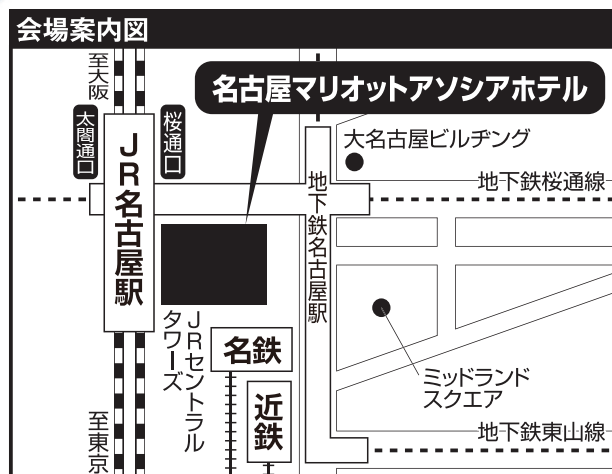 会場案内図
至大阪
名古屋マリオットアソシアホテル
太閤通口
桜通口
大名古屋ビルヂング
JR名古屋駅
地下鉄名古屋駅
地下鉄桜通線
JRセントラル
タワーズ
名鉄
近鉄
ミッドランド
スクエア
至東京
地下鉄東山線